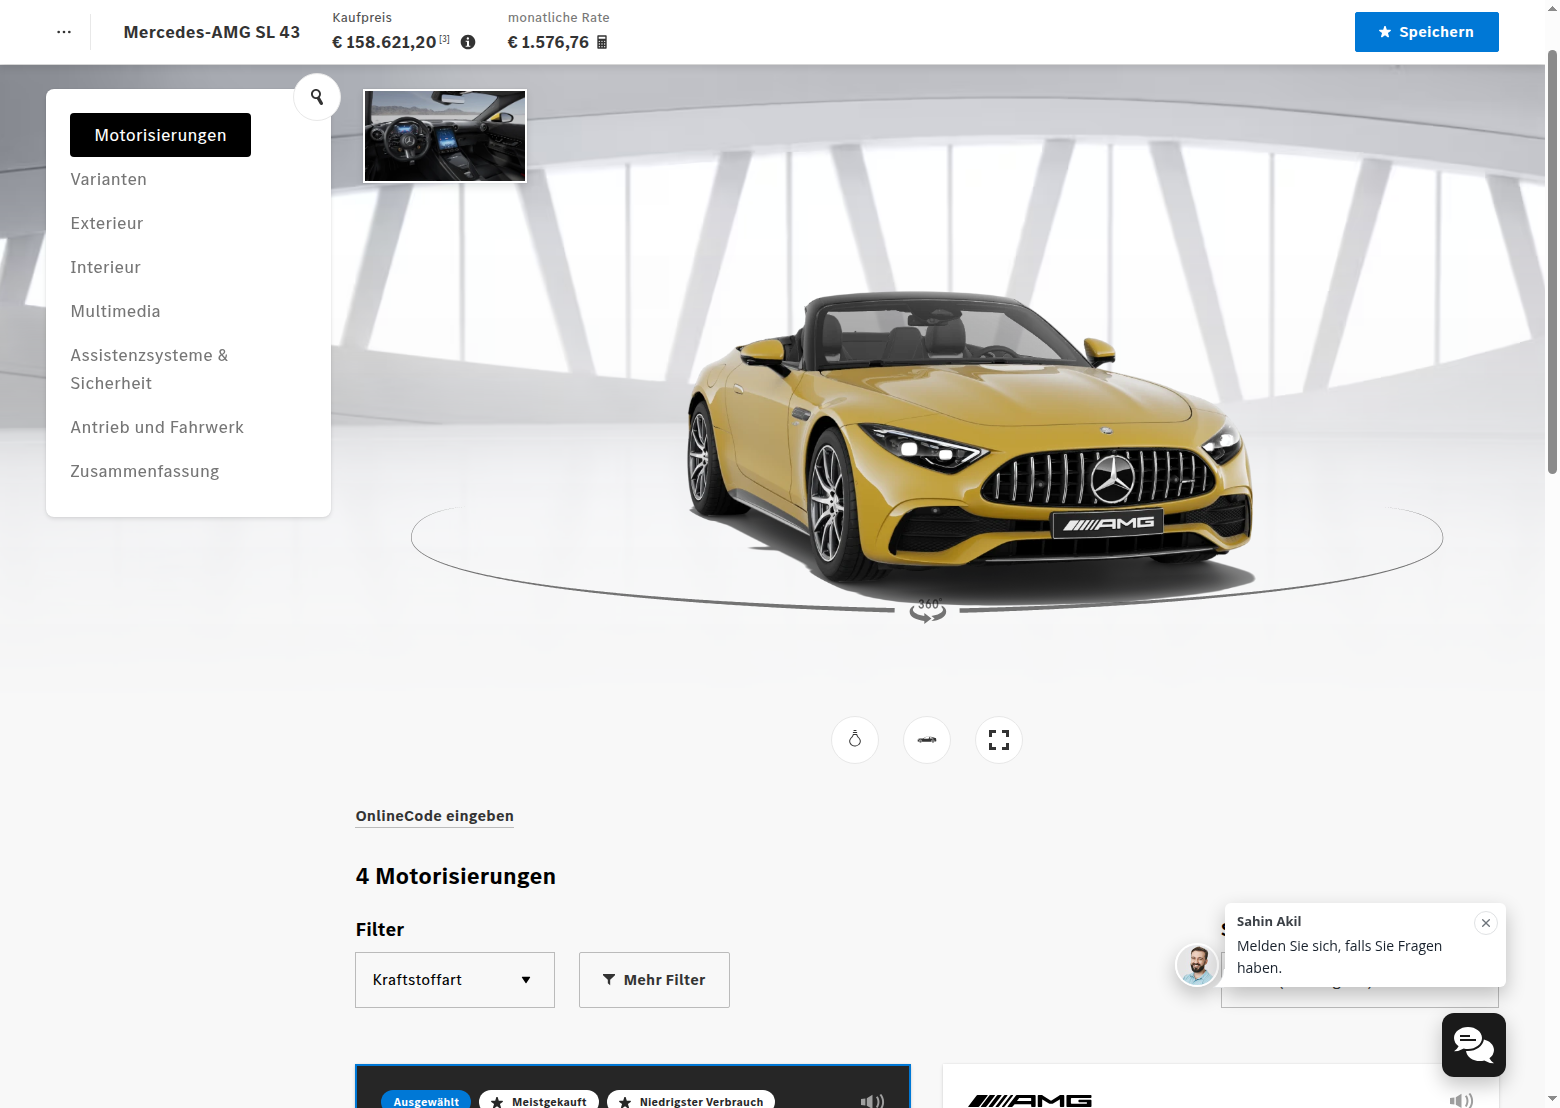 ...
Mercedes-AMG SL 43
Kaufpreis
€ 158.621,20 [3]
monatliche Rate
€ 1.576,76
Speichern
Motorisierungen
Varianten
Exterieur
Interieur
Multimedia
Assistenzsysteme &
Sicherheit
Antrieb und Fahrwerk
Zusammenfassung
AMG
360°
OnlineCode eingeben
4 Motorisierungen
Filter
Kraftstoffart
Mehr Filter
Sahin Akil
Melden Sie sich, falls Sie Fragen
haben.
Ausgewählt
Meistgekauft
Niedrigster Verbrauch
AMG